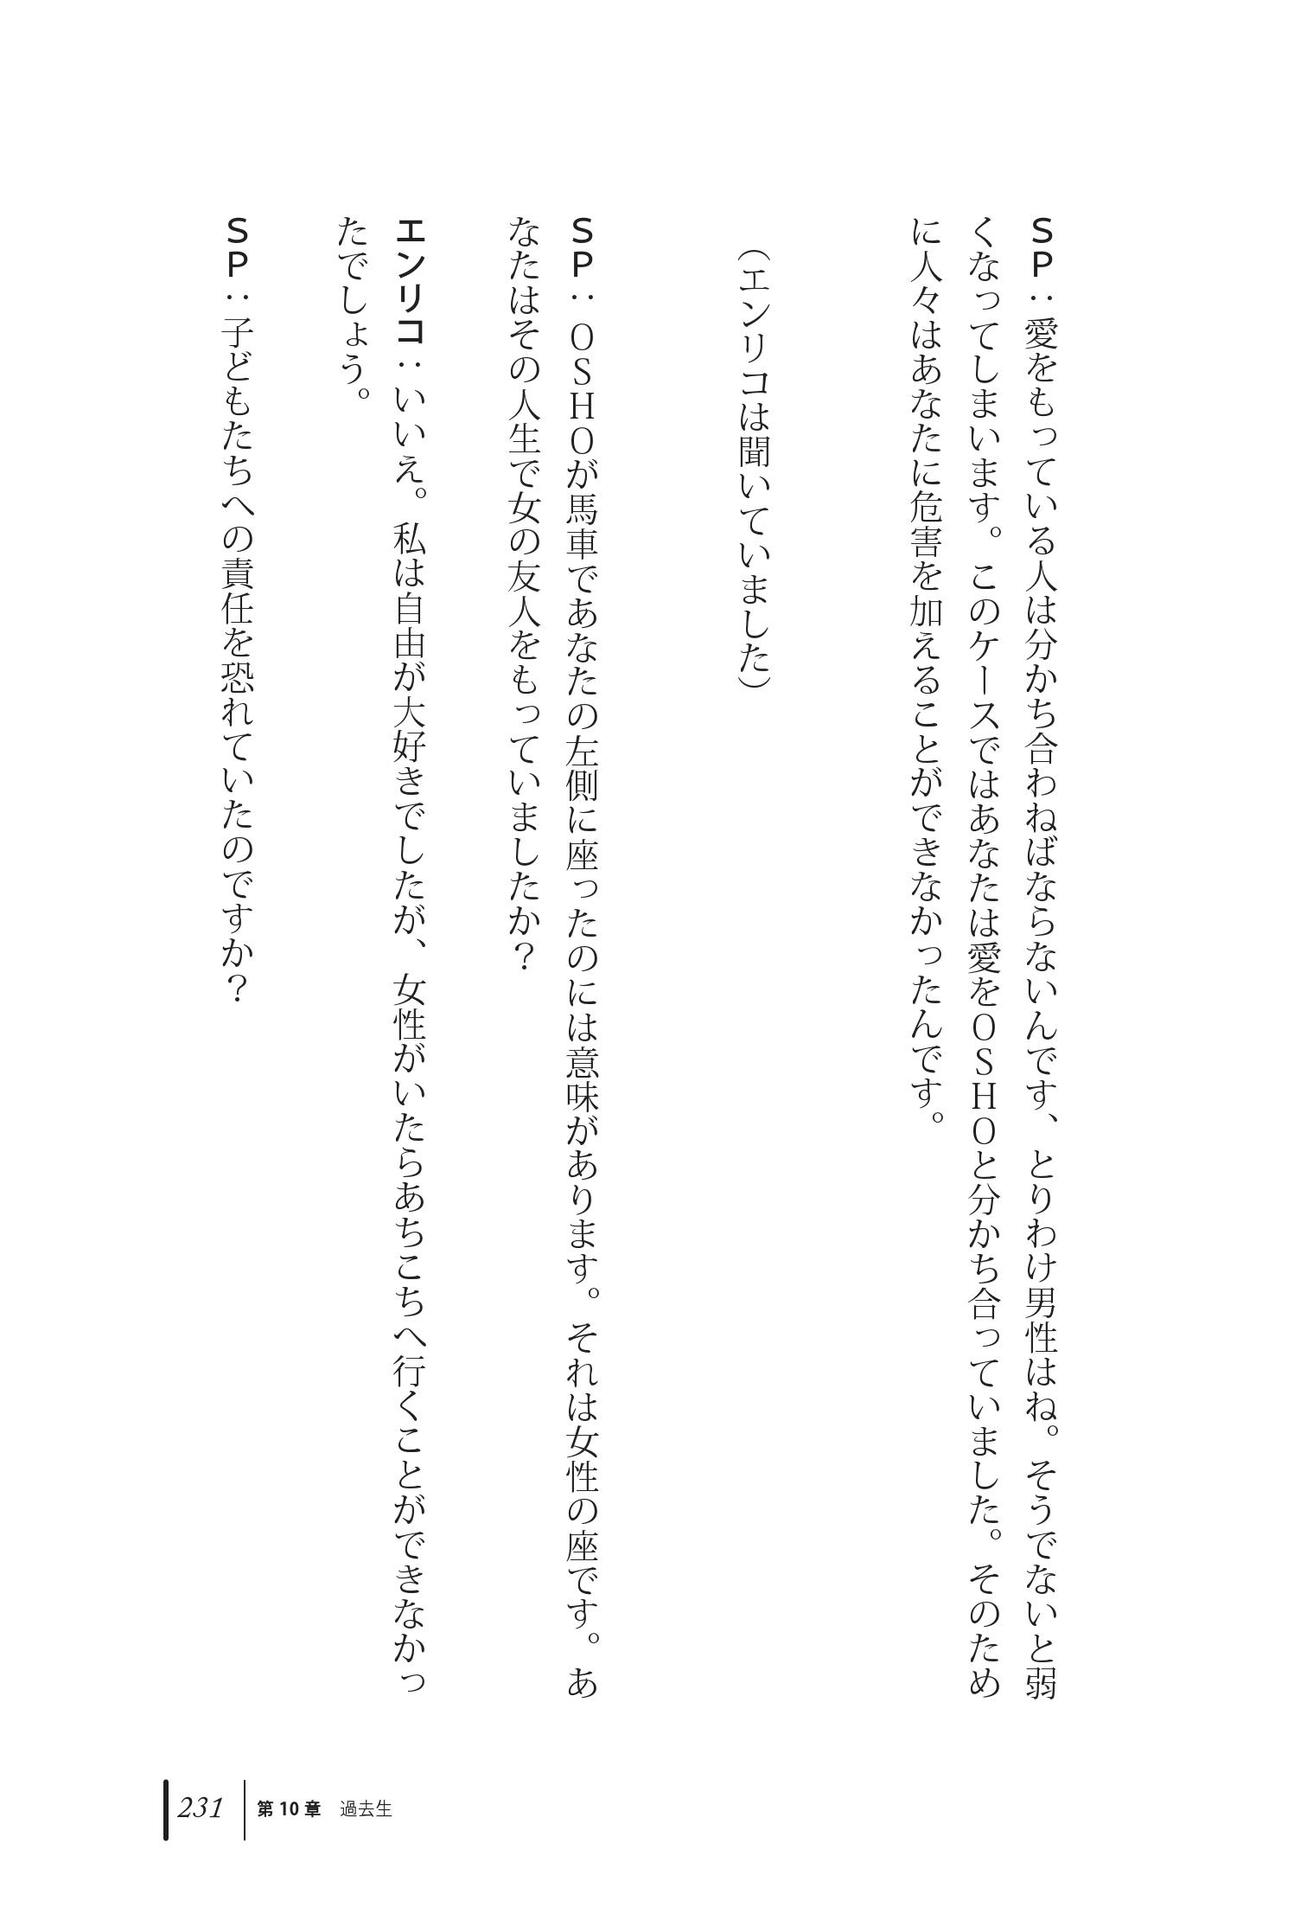 SP：愛をもっている人は分かち合わねばならないんです、とりわけ男性はね。そうでないと弱
くなってしまいます。このケースではあなたは愛をOSHOと分かち合っていました。そのため
に人々はあなたに危害を加えることができなかったんです。
（エンリコは聞いていました）
SP：OSHOが馬車であなたの左側に座ったのには意味があります。それは女性の座です。あ
なたはその人生で女の友人をもっていましたか？
エンリコ：いいえ。私は自由が大好きでしたが、女性がいたらあちこちへ行くことができなかっ
たでしょう。
SP：子どもたちへの責任を恐れていたのですか？
231 第10章 過去生